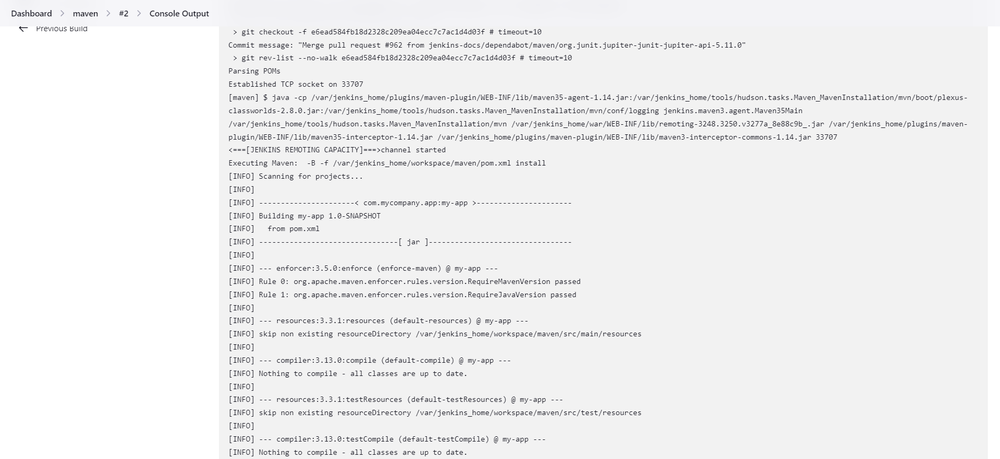 Dashboard > maven > #2 > Console Output
Previous Build
> git checkout -f e6ead584fb18d2328c209ea04ecc7c7ac1d4d03f # timeout=10
Commit message: "Merge pull request #962 from jenkins-docs/dependabot/maven/org.junit.jupiter-junit-jupiter-api-5.11.0"
> git rev-list --no-walk e6ead584fb18d2328c209ea04ecc7c7ac1d4d03f # timeout=10
Parsing POMs
Established TCP socket on 33707
[maven] $ java -cp /var/jenkins_home/plugins/maven-plugin/WEB-INF/lib/maven35-agent-1.14.jar:/var/jenkins_home/tools/hudson.tasks.Maven_MavenInstallation/mvn/boot/plexus-
classworlds-2.8.0.jar:/var/jenkins_home/tools/hudson.tasks.Maven_MavenInstallation/mvn/conf/logging jenkins.maven3.agent.Maven35Main
/var/jenkins_home/tools/hudson.tasks.Maven_MavenInstallation/mvn /var/jenkins_home/war/WEB-INF/lib/remoting-3248.3250.v3277a_8e88c9b_.jar /var/jenkins_home/plugins/maven-
plugin/WEB-INF/lib/maven35-interceptor-1.14.jar /var/jenkins_home/plugins/maven-plugin/WEB-INF/lib/maven3-interceptor-commons-1.14.jar 33707
<===[JENKINS REMOTING CAPACITY]===>channel started
Executing Maven:  -B -f /var/jenkins_home/workspace/maven/pom.xml install
[INFO] Scanning for projects...
[INFO]
[INFO] ----------------------< com.mycompany.app:my-app >----------------------
[INFO] Building my-app 1.0-SNAPSHOT
[INFO]   from pom.xml
[INFO] --------------------------------[ jar ]---------------------------------
[INFO]
[INFO] --- enforcer:3.5.0:enforce (enforce-maven) @ my-app ---
[INFO] Rule 0: org.apache.maven.enforcer.rules.version.RequireMavenVersion passed
[INFO] Rule 1: org.apache.maven.enforcer.rules.version.RequireJavaVersion passed
[INFO]
[INFO] --- resources:3.3.1:resources (default-resources) @ my-app ---
[INFO] skip non existing resourceDirectory /var/jenkins_home/workspace/maven/src/main/resources
[INFO]
[INFO] --- compiler:3.13.0:compile (default-compile) @ my-app ---
[INFO] Nothing to compile - all classes are up to date.
[INFO]
[INFO] --- resources:3.3.1:testResources (default-testResources) @ my-app ---
[INFO] skip non existing resourceDirectory /var/jenkins_home/workspace/maven/src/test/resources
[INFO]
[INFO] --- compiler:3.13.0:testCompile (default-testCompile) @ my-app ---
[INFO] Nothing to compile - all classes are up to date.